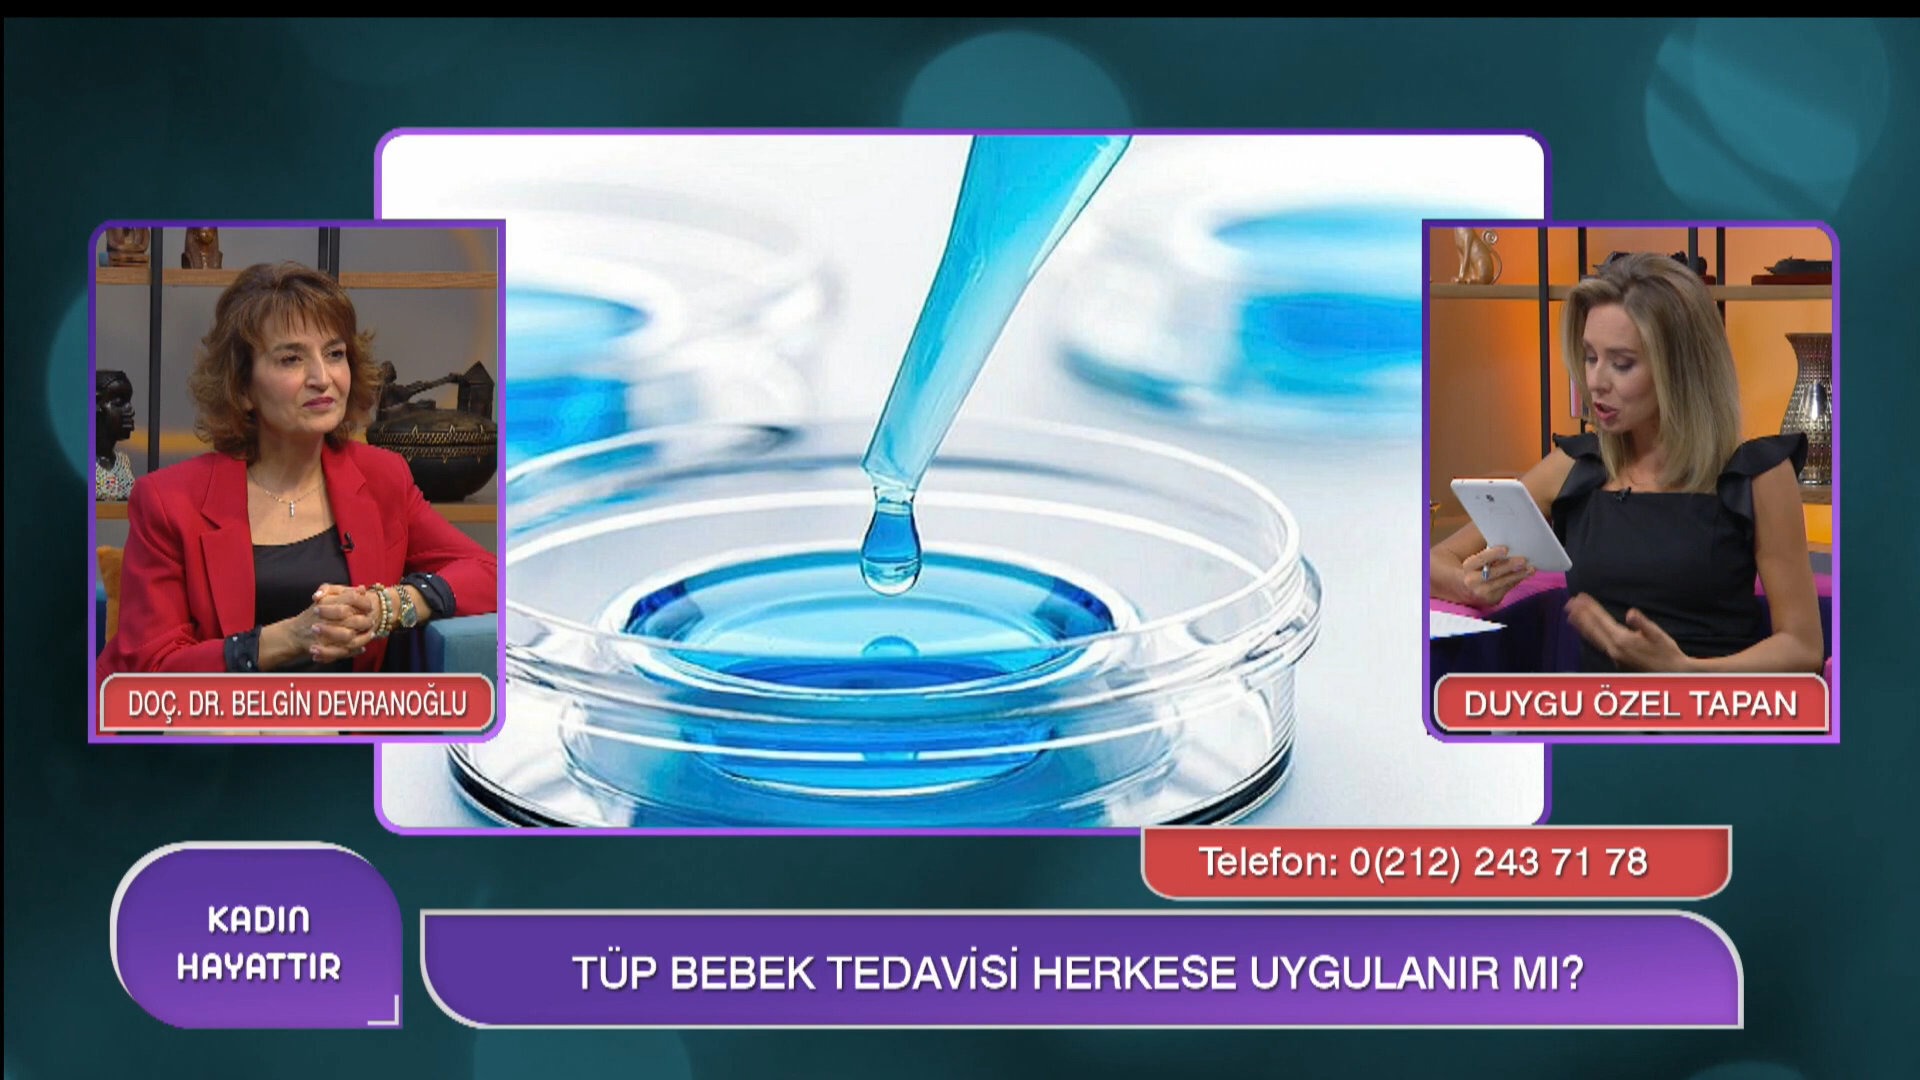 DOÇ. DR. BELGİN DEVRANOĞLU
DUYGU ÖZEL TAPAN
Telefon: 0(212) 243 71 78
KADIN
HAYATTIR
TÜP BEBEK TEDAVİSİ HERKESE UYGULANIR MI?